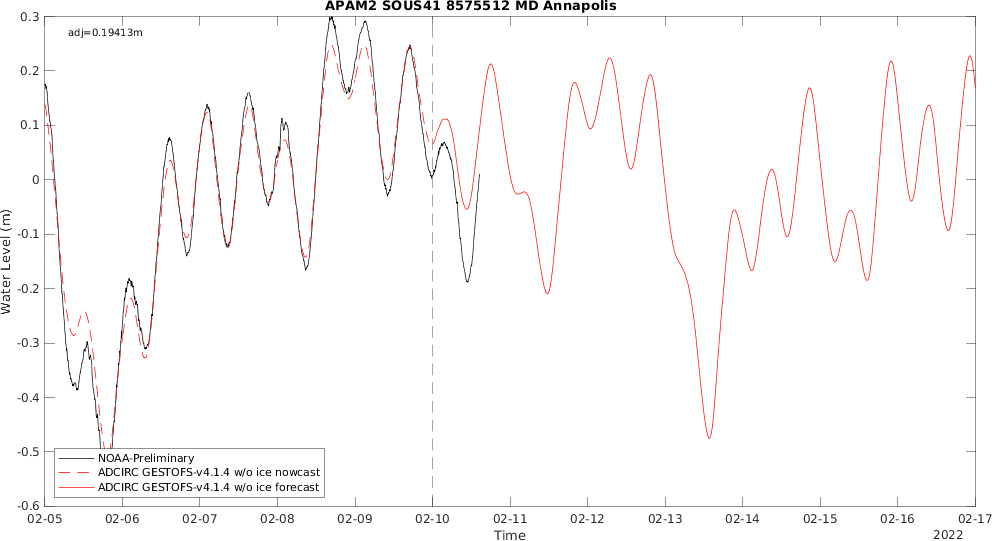 APAM2 SOUS41 8575512 MD Annapolis
adj=0.19413m
0.3
0.2
0.1
0
-0.1
-0.2
-0.3
-0.4
-0.5
-0.6
Water Level (m)
NOAA-Preliminary
ADCIRC GESTOFS-v4.1.4 w/o ice nowcast
ADCIRC GESTOFS-v4.1.4 w/o ice forecast
02-05 02-06 02-07 02-08 02-09 02-10 02-11 02-12 02-13 02-14 02-15 02-16 02-17
Time
2022